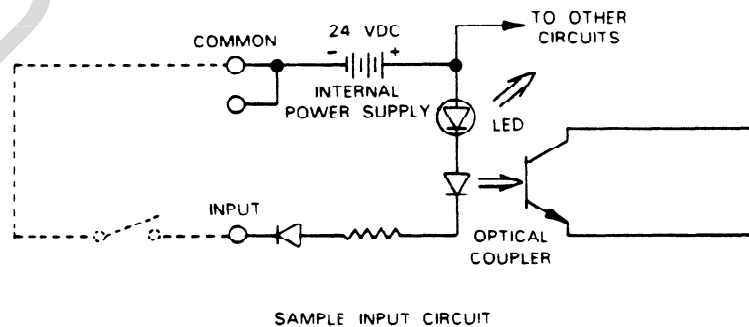 TO OTHER
CIRCUITS
24 VDC
COMMON
- +
INTERNAL
POWER SUPPLY
LED
INPUT
OPTICAL
COUPLER
SAMPLE INPUT CIRCUIT